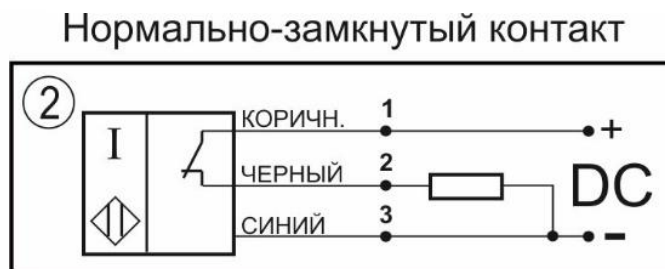 Нормально-замкнутый контакт
2
I
КОРИЧН. 1 +
ЧЕРНЫЙ 2 DC
СИНИЙ 3 -